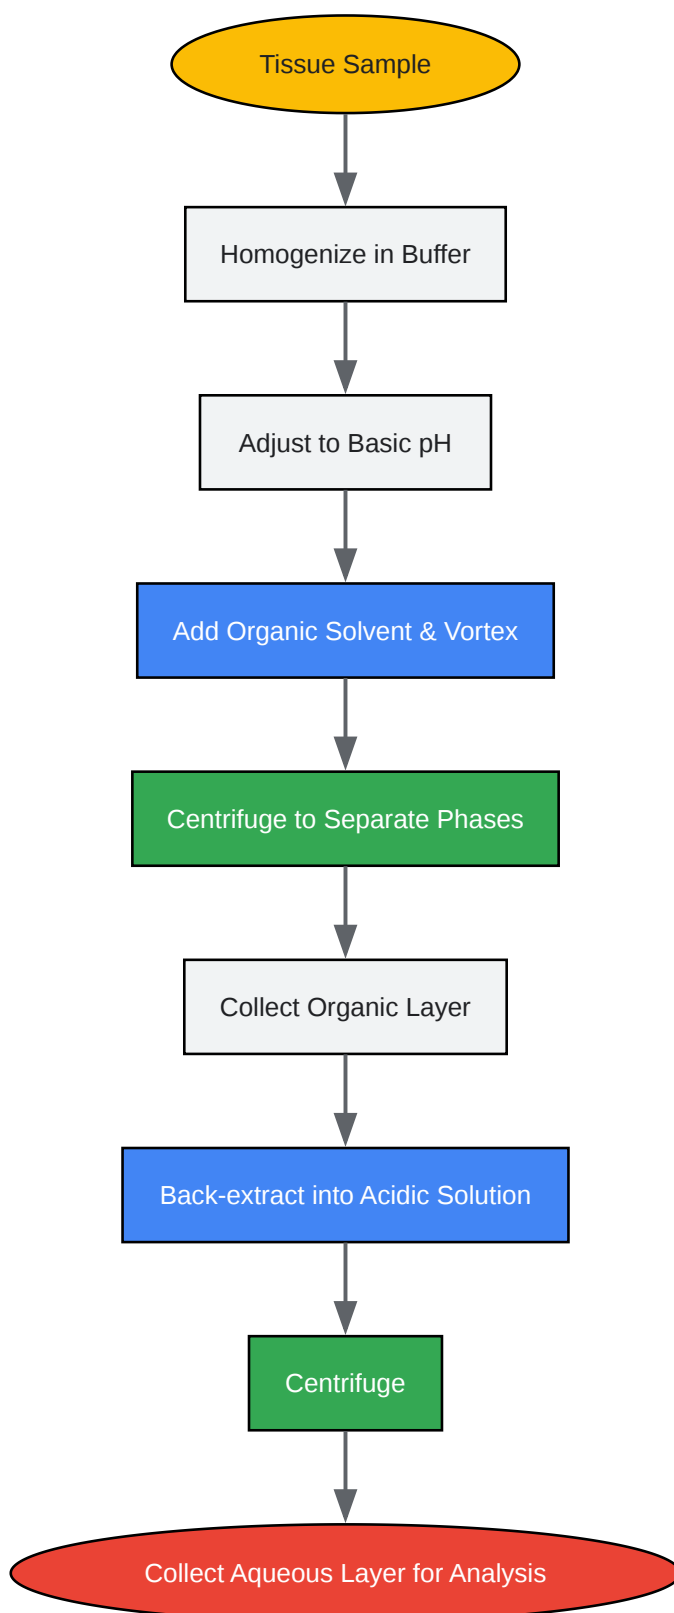 Tissue Sample
Homogenize in Buffer
Adjust to Basic pH
Add Organic Solvent & Vortex
Centrifuge to Separate Phases
Collect Organic Layer
Back-extract into Acidic Solution
Centrifuge
Collect Aqueous Layer for Analysis